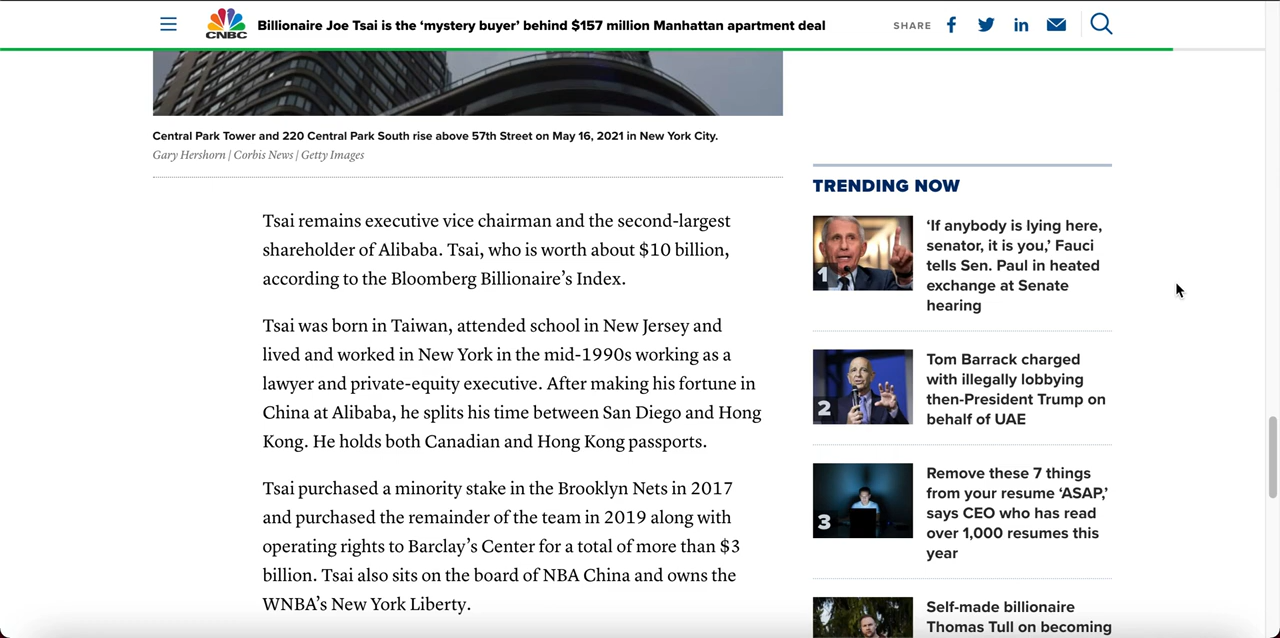 CNBC
Billionaire Joe Tsai is the ‘mystery buyer’ behind $157 million Manhattan apartment deal
SHARE
Central Park Tower and 220 Central Park South rise above 57th Street on May 16, 2021 in New York City.
Gary Hershorn | Corbis News | Getty Images
Tsai remains executive vice chairman and the second-largest
shareholder of Alibaba. Tsai, who is worth about $10 billion,
according to the Bloomberg Billionaire’s Index.
Tsai was born in Taiwan, attended school in New Jersey and
lived and worked in New York in the mid-1990s working as a
lawyer and private-equity executive. After making his fortune in
China at Alibaba, he splits his time between San Diego and Hong
Kong. He holds both Canadian and Hong Kong passports.
Tsai purchased a minority stake in the Brooklyn Nets in 2017
and purchased the remainder of the team in 2019 along with
operating rights to Barclay’s Center for a total of more than $3
billion. Tsai also sits on the board of NBA China and owns the
WNBA’s New York Liberty.
TRENDING NOW
1
‘If anybody is lying here,
senator, it is you,’ Fauci
tells Sen. Paul in heated
exchange at Senate
hearing
2
Tom Barrack charged
with illegally lobbying
then-President Trump on
behalf of UAE
3
Remove these 7 things
from your resume ‘ASAP,’
says CEO who has read
over 1,000 resumes this
year
Self-made billionaire
Thomas Tull on becoming